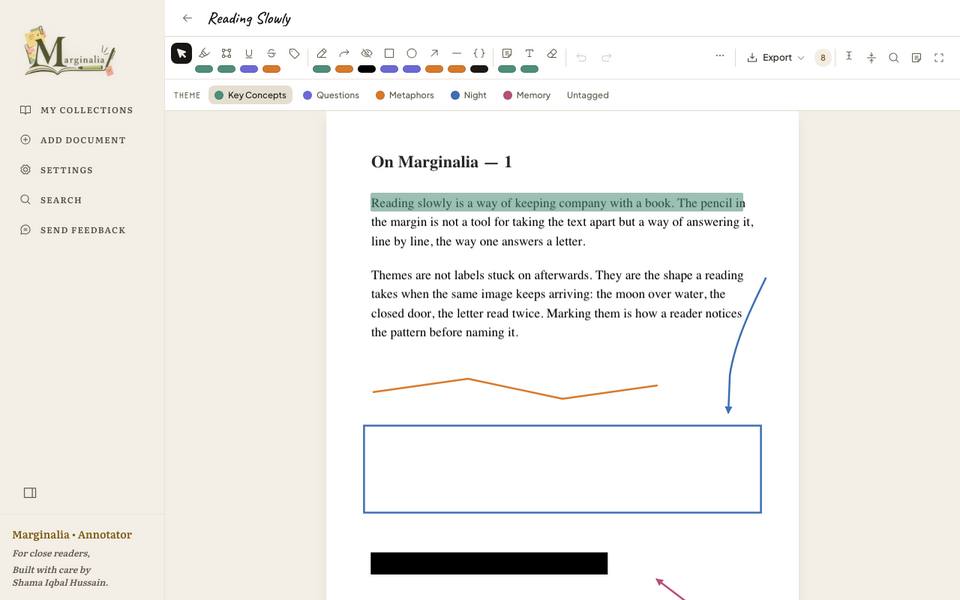 Marginalia
MY COLLECTIONS
ADD DOCUMENT
SETTINGS
SEARCH
SEND FEEDBACK
Marginalia • Annotator
For close readers,
Built with care by
Shama Iqbal Hussain.
Reading Slowly
Export
8
THEME Key Concepts Questions Metaphors Night Memory Untagged
On Marginalia — 1
Reading slowly is a way of keeping company with a book. The pencil in
the margin is not a tool for taking the text apart but a way of answering it,
line by line, the way one answers a letter.
Themes are not labels stuck on afterwards. They are the shape a reading
takes when the same image keeps arriving: the moon over water, the
closed door, the letter read twice. Marking them is how a reader notices
the pattern before naming it.